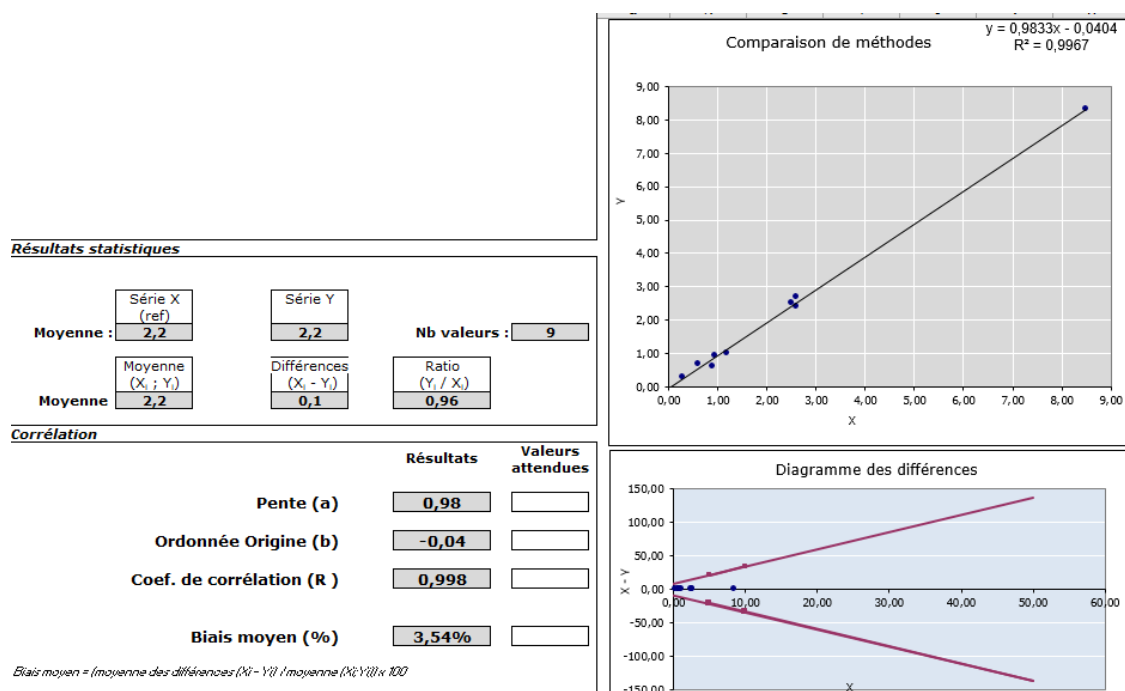 Résultats statistiques
Série X (ref)
Série Y
Moyenne : 2,2 2,2 Nb valeurs : 9
Moyenne (Xi ; Yi)
Différences (Xi - Yi)
Ratio (Yi / Xi)
Moyenne 2,2 0,1 0,96
Corrélation
Résultats Valeurs attendues
Pente (a) 0,98
Ordonnée Origine (b) -0,04
Coef. de corrélation (R ) 0,998
Biais moyen (%) 3,54%
Biais moyen = (moyenne des différences (Xi - Yi) / moyenne (Xi;Yi)) x 100
Comparaison de méthodes
y = 0,9833x - 0,0404
R² = 0,9967
9,00
8,00
7,00
6,00
5,00
4,00
3,00
2,00
1,00
0,00
Y
0,00 1,00 2,00 3,00 4,00 5,00 6,00 7,00 8,00 9,00
X
Diagramme des différences
150,00
100,00
50,00
0,00
-50,00
-100,00
-150,00
X - Y
0,00 10,00 20,00 30,00 40,00 50,00 60,00
X